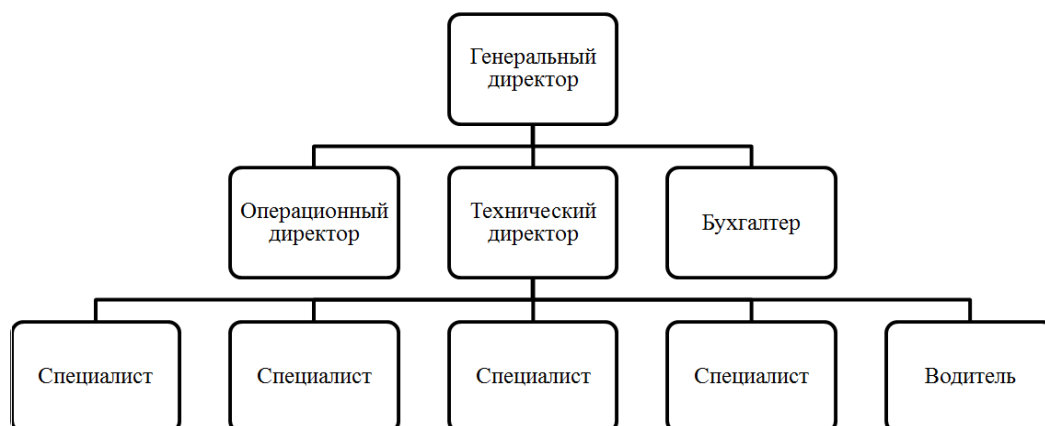 Генеральный
директор
Операционный
директор
Технический
директор
Бухгалтер
Специалист
Специалист
Специалист
Специалист
Водитель